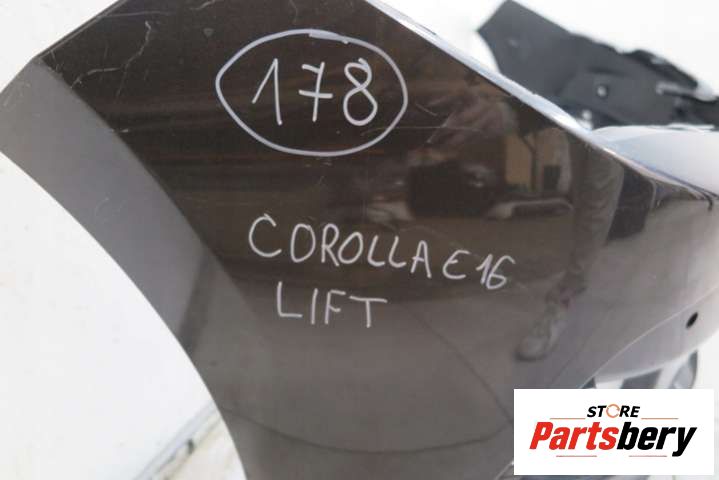 178
COROLLA E16
LIFT
STORE
Partsbery